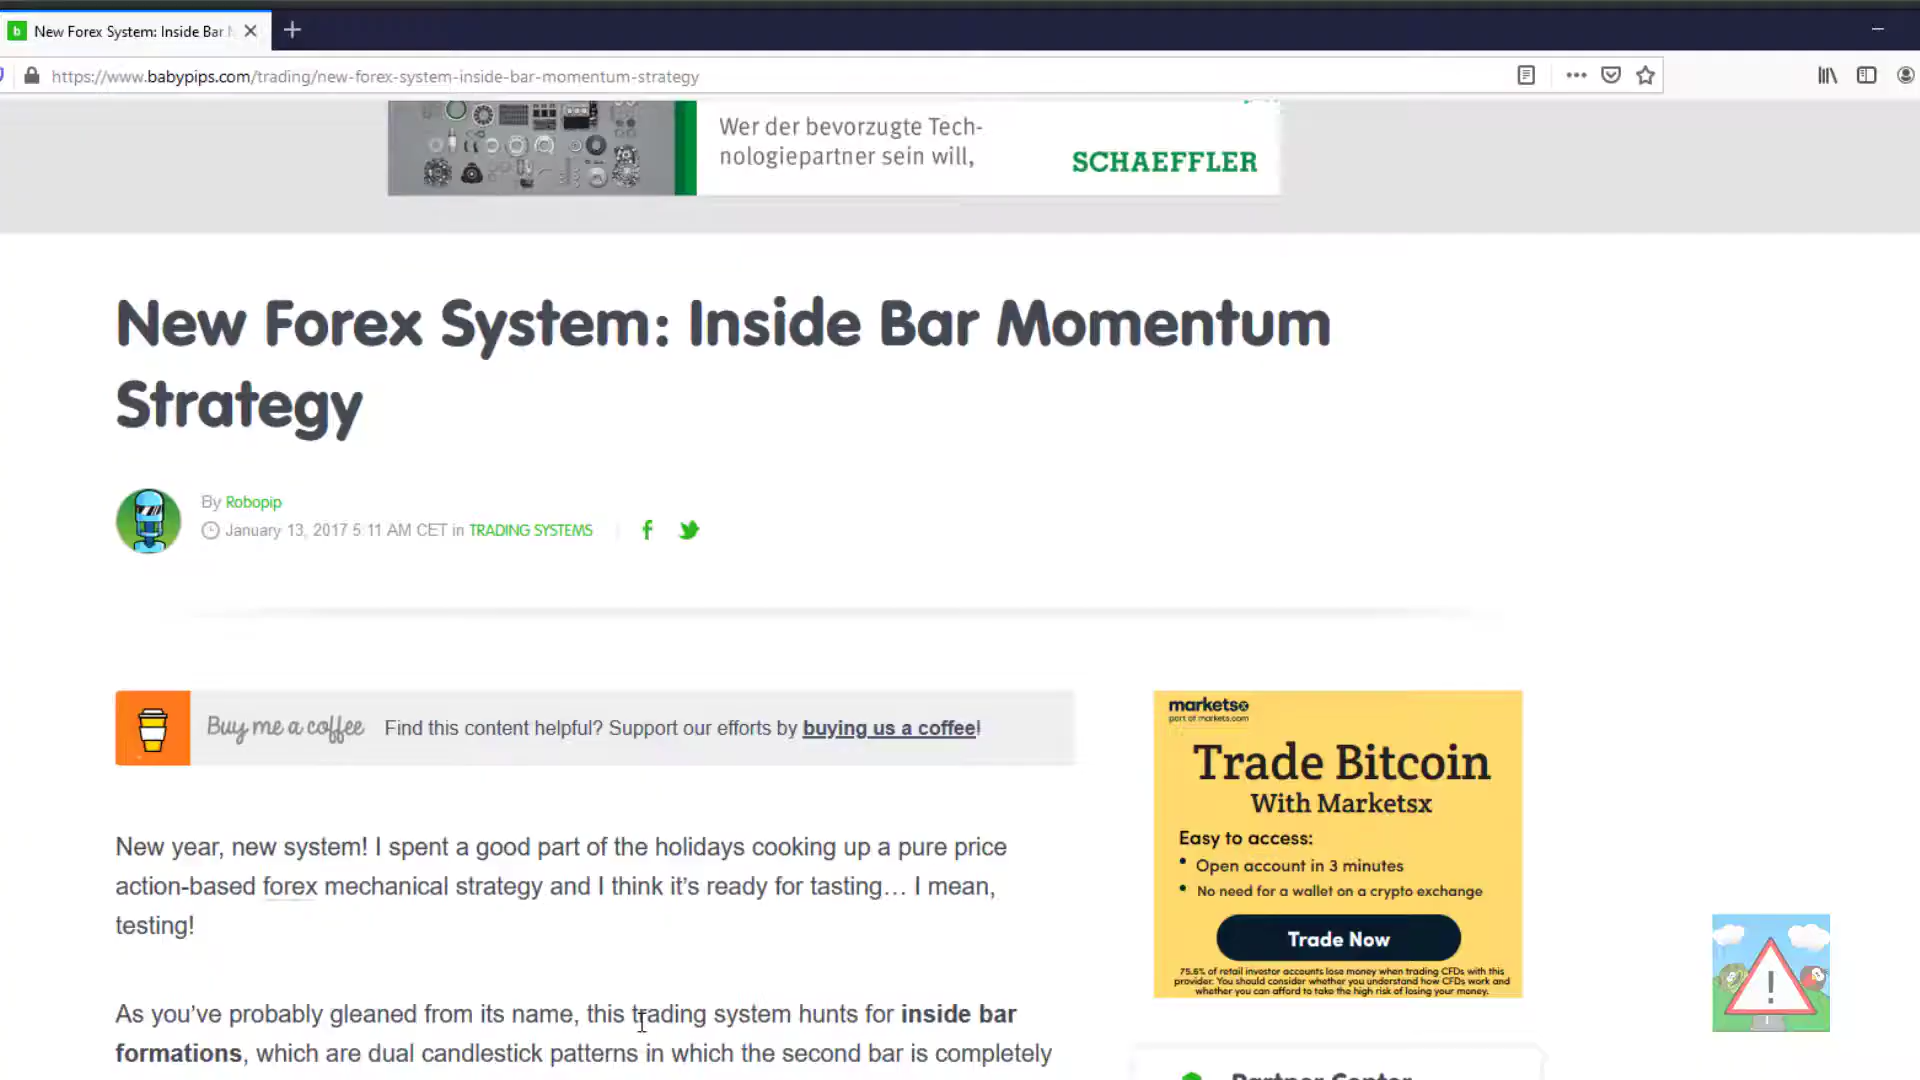 New Forex System: Inside Bar
https://www.babypips.com/trading/new-forex-system-inside-bar-momentum-strategy
Wer der bevorzugte Tech-
nologiepartner sein will,
SCHAEFFLER
New Forex System: Inside Bar Momentum
Strategy
By Robopip
January 13, 2017 5:11 AM CET in TRADING SYSTEMS
Buy me a coffee Find this content helpful? Support our efforts by buying us a coffee!
New year, new system! I spent a good part of the holidays cooking up a pure price
action-based forex mechanical strategy and I think it's ready for tasting… I mean,
testing!
As you've probably gleaned from its name, this trading system hunts for inside bar
formations, which are dual candlestick patterns in which the second bar is completely
marketsx
part of markets.com
Trade Bitcoin
With Marketsx
Easy to access:
• Open account in 3 minutes
• No need for a wallet on a crypto exchange
Trade Now
75.6% of retail investor accounts lose money when trading CFDs with this
provider. You should consider whether you understand how CFDs work and
whether you can afford to take the high risk of losing your money.
!
Partner Center